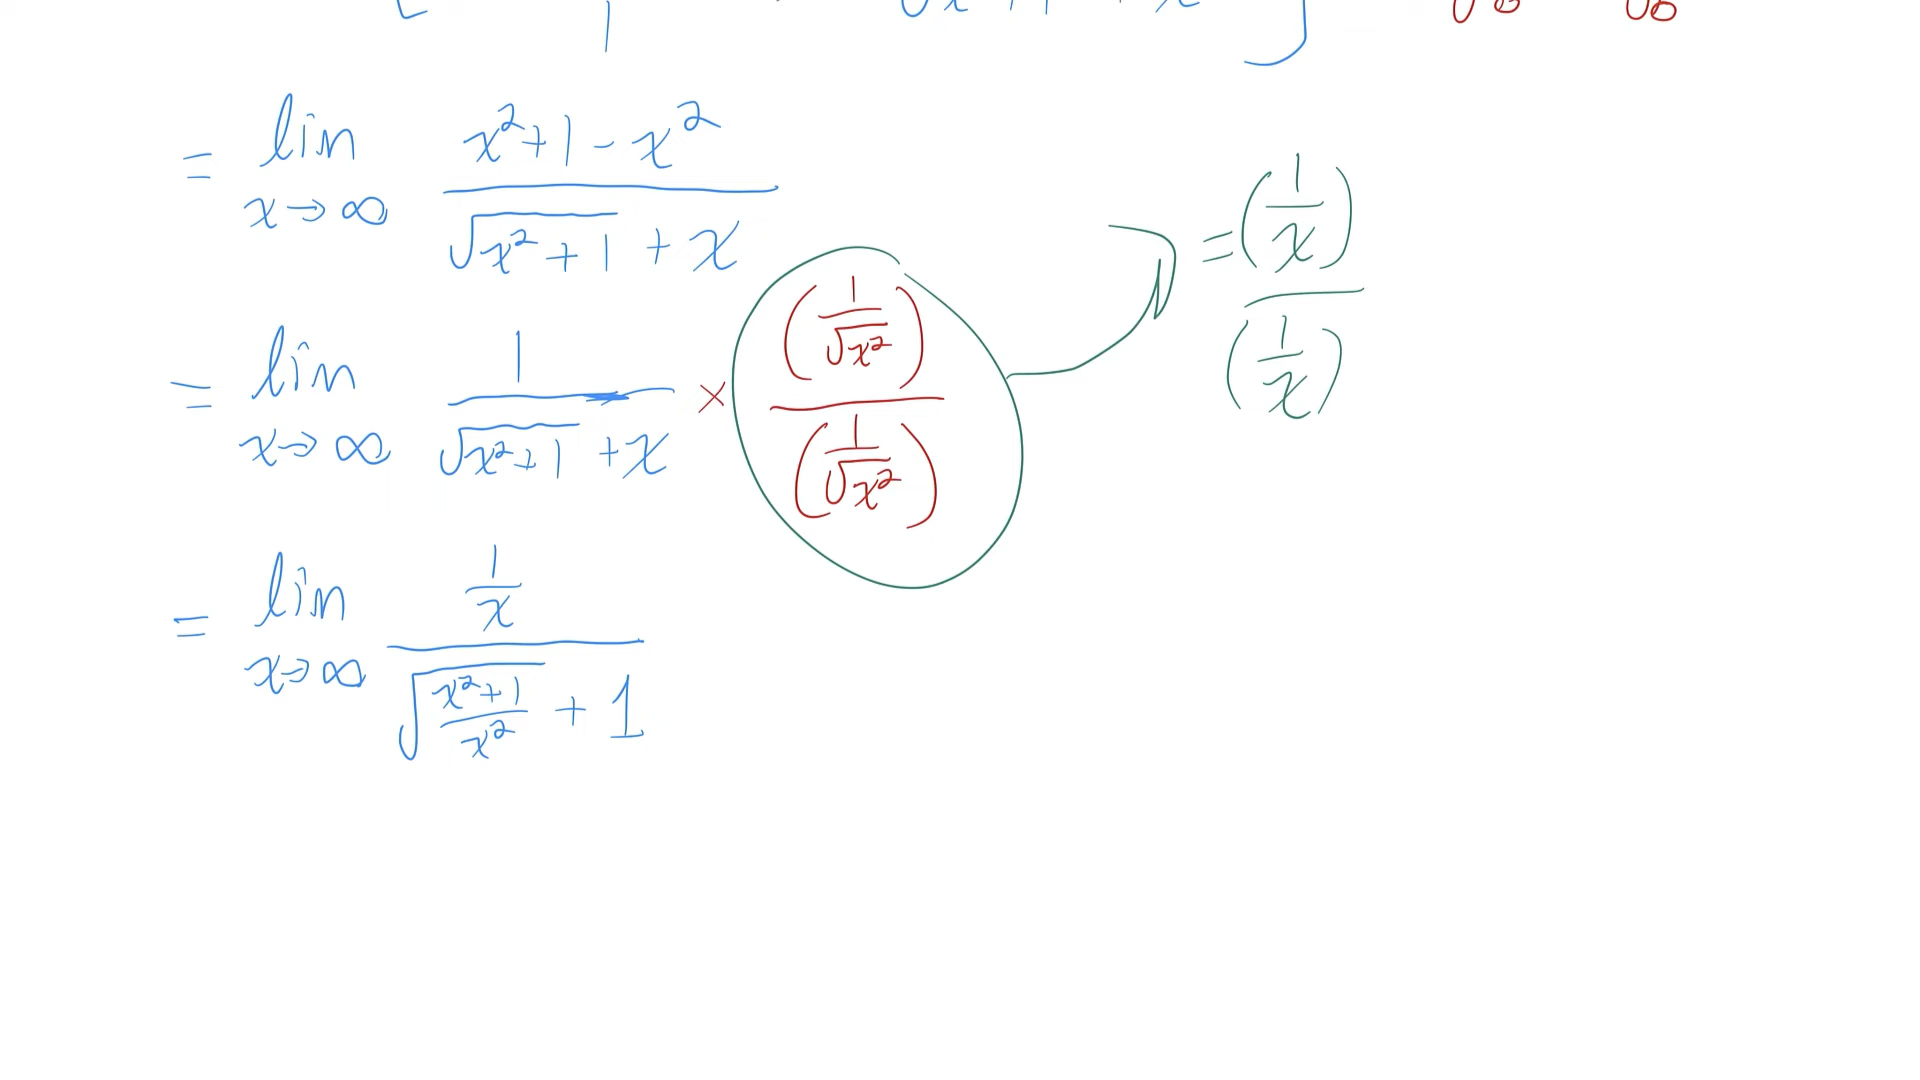 = lim x→∞ (x²+1-x²)/(√(x²+1) + x)
= lim x→∞ 1/(√(x²+1) + x) × (1/√x²)/(1/√x²)
= (1/x)/(1/x)
= lim x→∞ (1/x)/(√((x²+1)/x²) + 1)